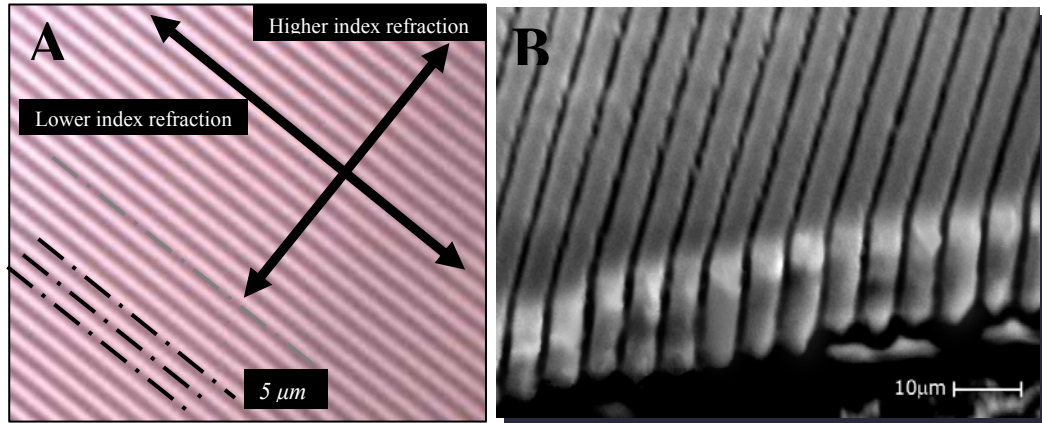 A
Higher index refraction
Lower index refraction
5 μm
B
10μm